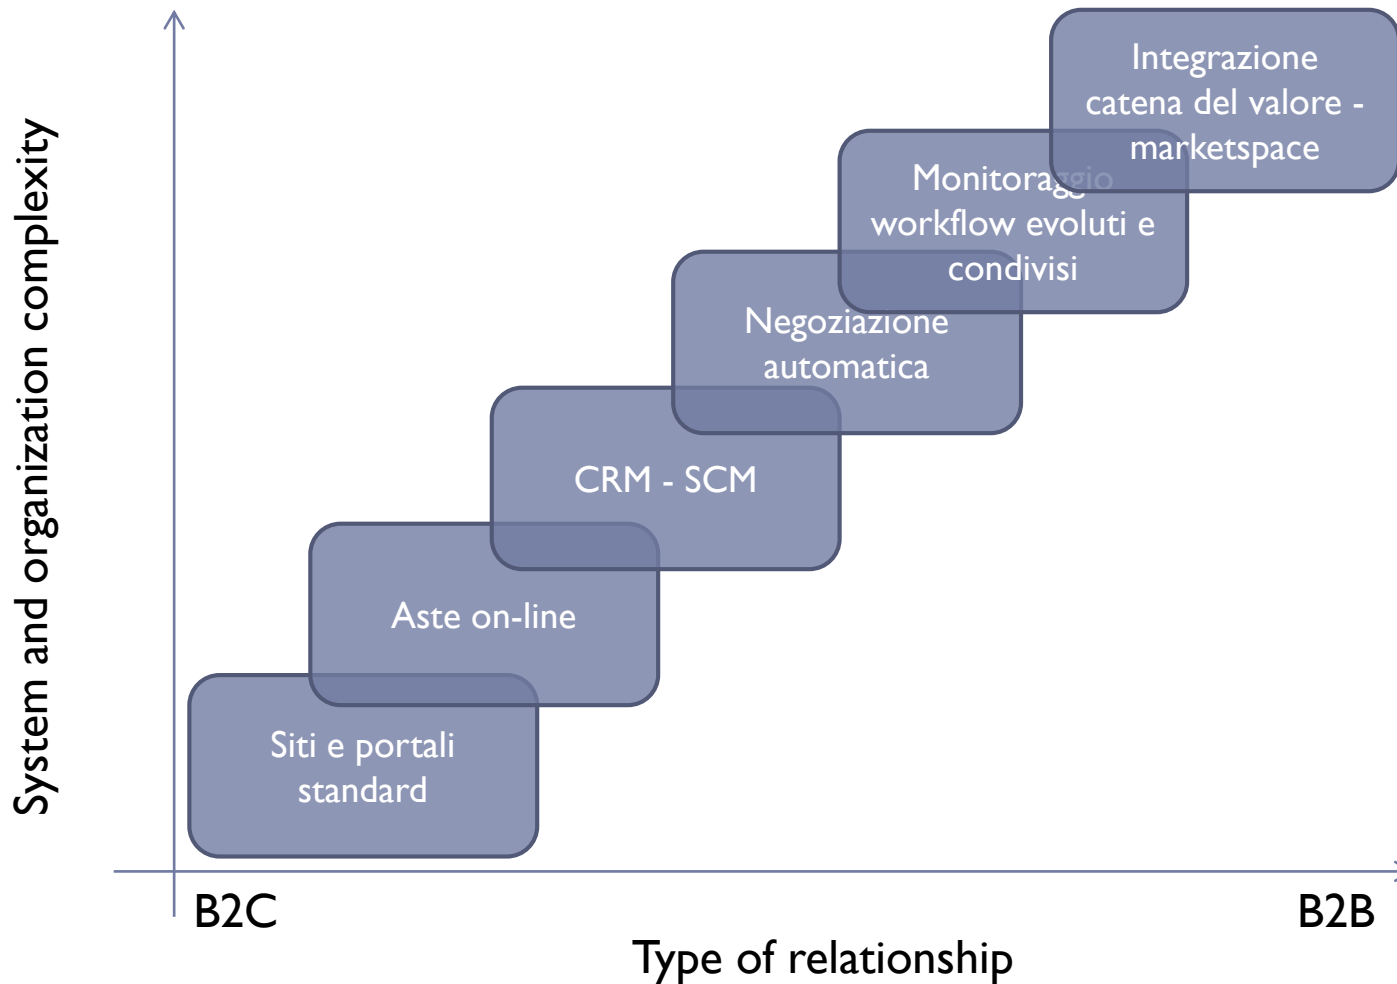 System and organization complexity
Integrazione
catena del valore -
marketspace
Monitoraggio
workflow evoluti e
condivisi
Negoziazione
automatica
CRM - SCM
Aste on-line
Siti e portali
standard
B2C
B2B
Type of relationship